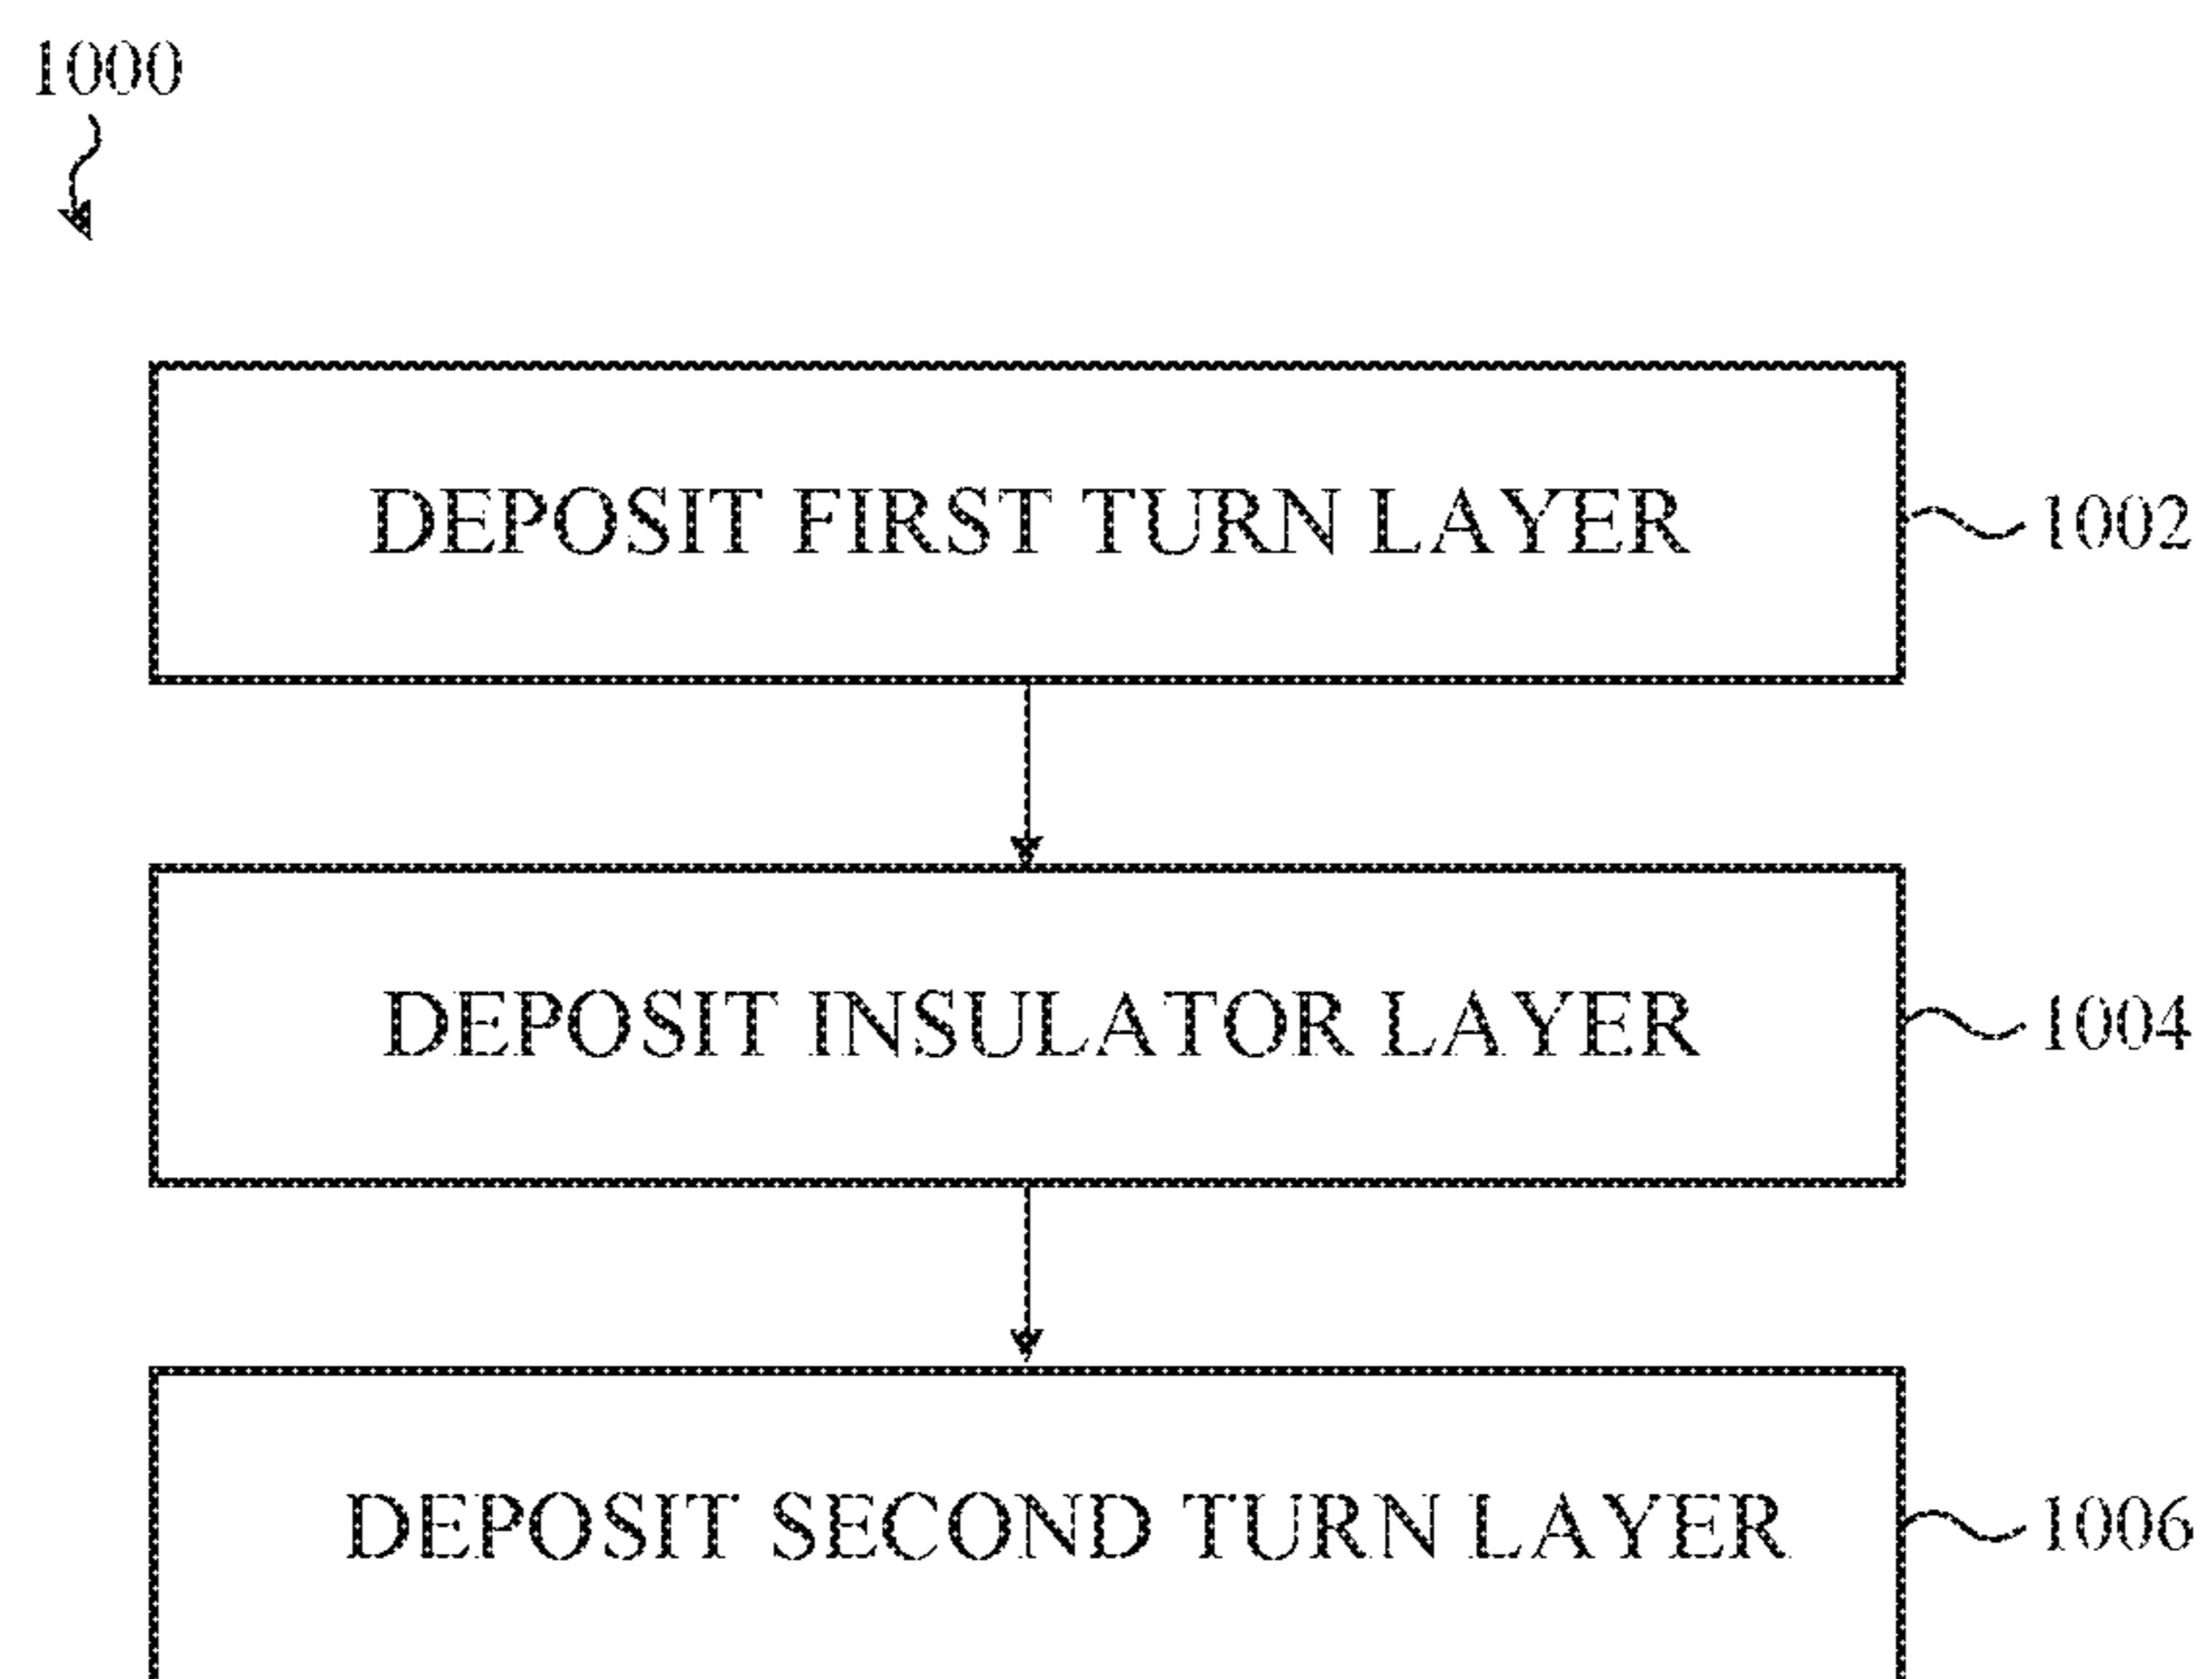 1000
DEPOSIT FIRST TURN LAYER
1002
DEPOSIT INSULATOR LAYER
1004
DEPOSIT SECOND TURN LAYER
1006